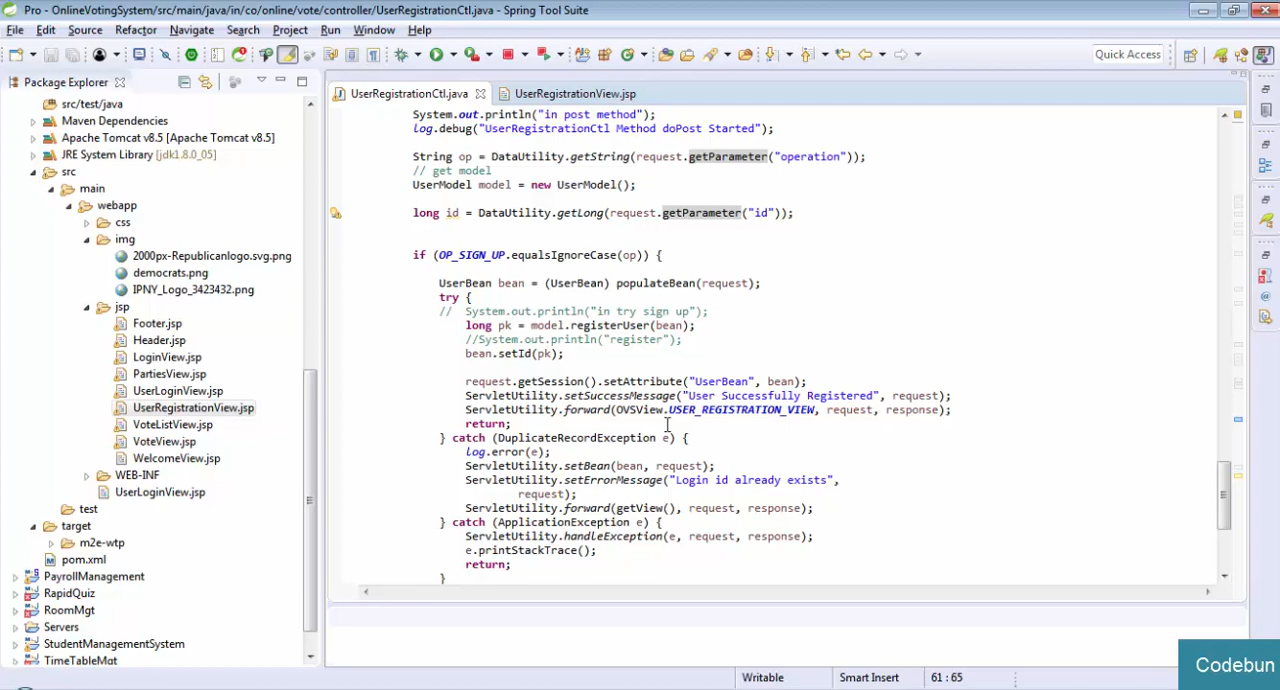 Pro - OnlineVotingSystem/src/main/java/in/co/online/vote/controller/UserRegistrationCtl.java - Spring Tool Suite
File Edit Source Refactor Navigate Search Project Run Window Help
Quick Access
Package Explorer
src/test/java
Maven Dependencies
Apache Tomcat v8.5 [Apache Tomcat v8.5]
JRE System Library [jdk1.8.0_05]
src
main
webapp
css
img
2000px-Republicanlogo.svg.png
democrats.png
IPNY_Logo_3423432.png
jsp
Footer.jsp
Header.jsp
LoginView.jsp
PartiesView.jsp
UserLoginView.jsp
UserRegistrationView.jsp
VoteListView.jsp
VoteView.jsp
WelcomeView.jsp
WEB-INF
UserLoginView.jsp
test
target
m2e-wtp
pom.xml
PayrollManagement
RapidQuiz
RoomMgt
Servers
StudentManagementSystem
TimeTableMgt
UserRegistrationCtl.java
UserRegistrationView.jsp
System.out.println("in post method");
log.debug("UserRegistrationCtl Method doPost Started");
String op = DataUtility.getString(request.getParameter("operation"));
// get model
UserModel model = new UserModel();
long id = DataUtility.getLong(request.getParameter("id"));
if (OP_SIGN_UP.equalsIgnoreCase(op)) {
UserBean bean = (UserBean) populateBean(request);
try {
// System.out.println("in try sign up");
long pk = model.registerUser(bean);
//System.out.println("register");
bean.setId(pk);
request.getSession().setAttribute("UserBean", bean);
ServletUtility.setSuccessMessage("User Successfully Registered", request);
ServletUtility.forward(OVSView.USER_REGISTRATION_VIEW, request, response);
return;
} catch (DuplicateRecordException e) {
log.error(e);
ServletUtility.setBean(bean, request);
ServletUtility.setErrorMessage("Login id already exists",
request);
ServletUtility.forward(getView(), request, response);
} catch (ApplicationException e) {
ServletUtility.handleException(e, request, response);
e.printStackTrace();
return;
}
Writable
Smart Insert
61 : 65
Codebun